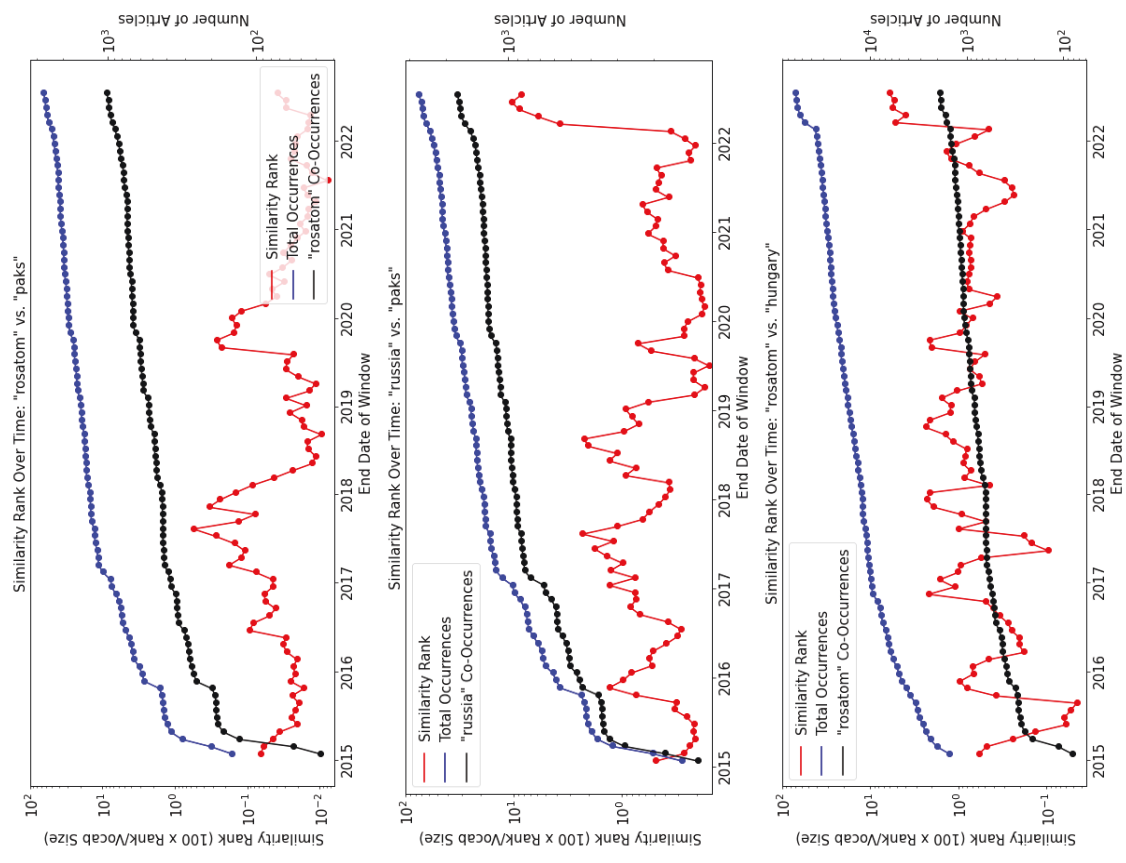 Similarity Rank Over Time: "rosatom" vs. "paks"
Similarity Rank (100 x Rank/Vocab Size)
10²
10¹
10⁰
10⁻¹
10⁻²
Number of Articles
10³
10²
Similarity Rank
Total Occurrences
"rosatom" Co-Occurrences
2015
2016
2017
2018
2019
2020
2021
2022
End Date of Window
Similarity Rank Over Time: "russia" vs. "paks"
Similarity Rank (100 x Rank/Vocab Size)
10²
10¹
10⁰
Number of Articles
10³
Similarity Rank
Total Occurrences
"russia" Co-Occurrences
2015
2016
2017
2018
2019
2020
2021
2022
End Date of Window
Similarity Rank Over Time: "rosatom" vs. "hungary"
Similarity Rank (100 x Rank/Vocab Size)
10²
10¹
10⁰
10⁻¹
Number of Articles
10⁴
10³
10²
Similarity Rank
Total Occurrences
"rosatom" Co-Occurrences
2015
2016
2017
2018
2019
2020
2021
2022
End Date of Window